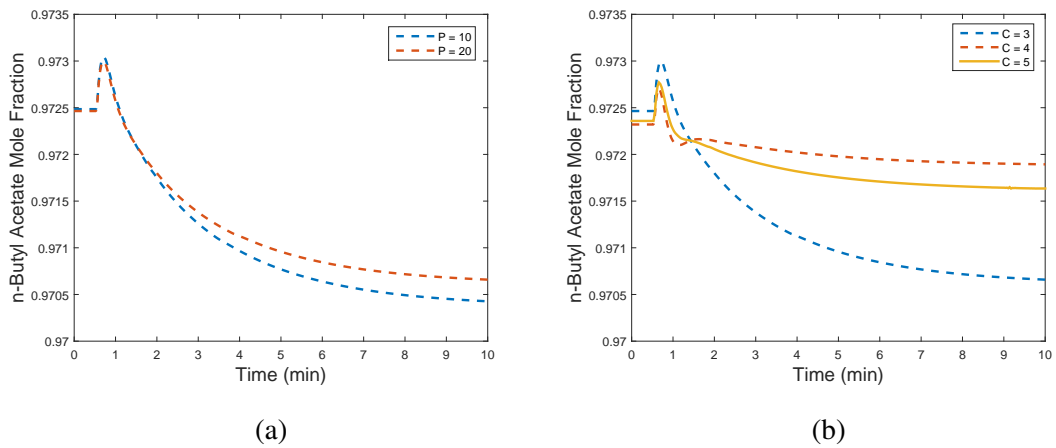 0.9735
0.973
0.9725
0.972
0.9715
0.971
0.9705
0.97
n-Butyl Acetate Mole Fraction
0 1 2 3 4 5 6 7 8 9 10
Time (min)
P = 10
P = 20
(a)
0.9735
0.973
0.9725
0.972
0.9715
0.971
0.9705
0.97
n-Butyl Acetate Mole Fraction
0 1 2 3 4 5 6 7 8 9 10
Time (min)
C = 3
C = 4
C = 5
(b)